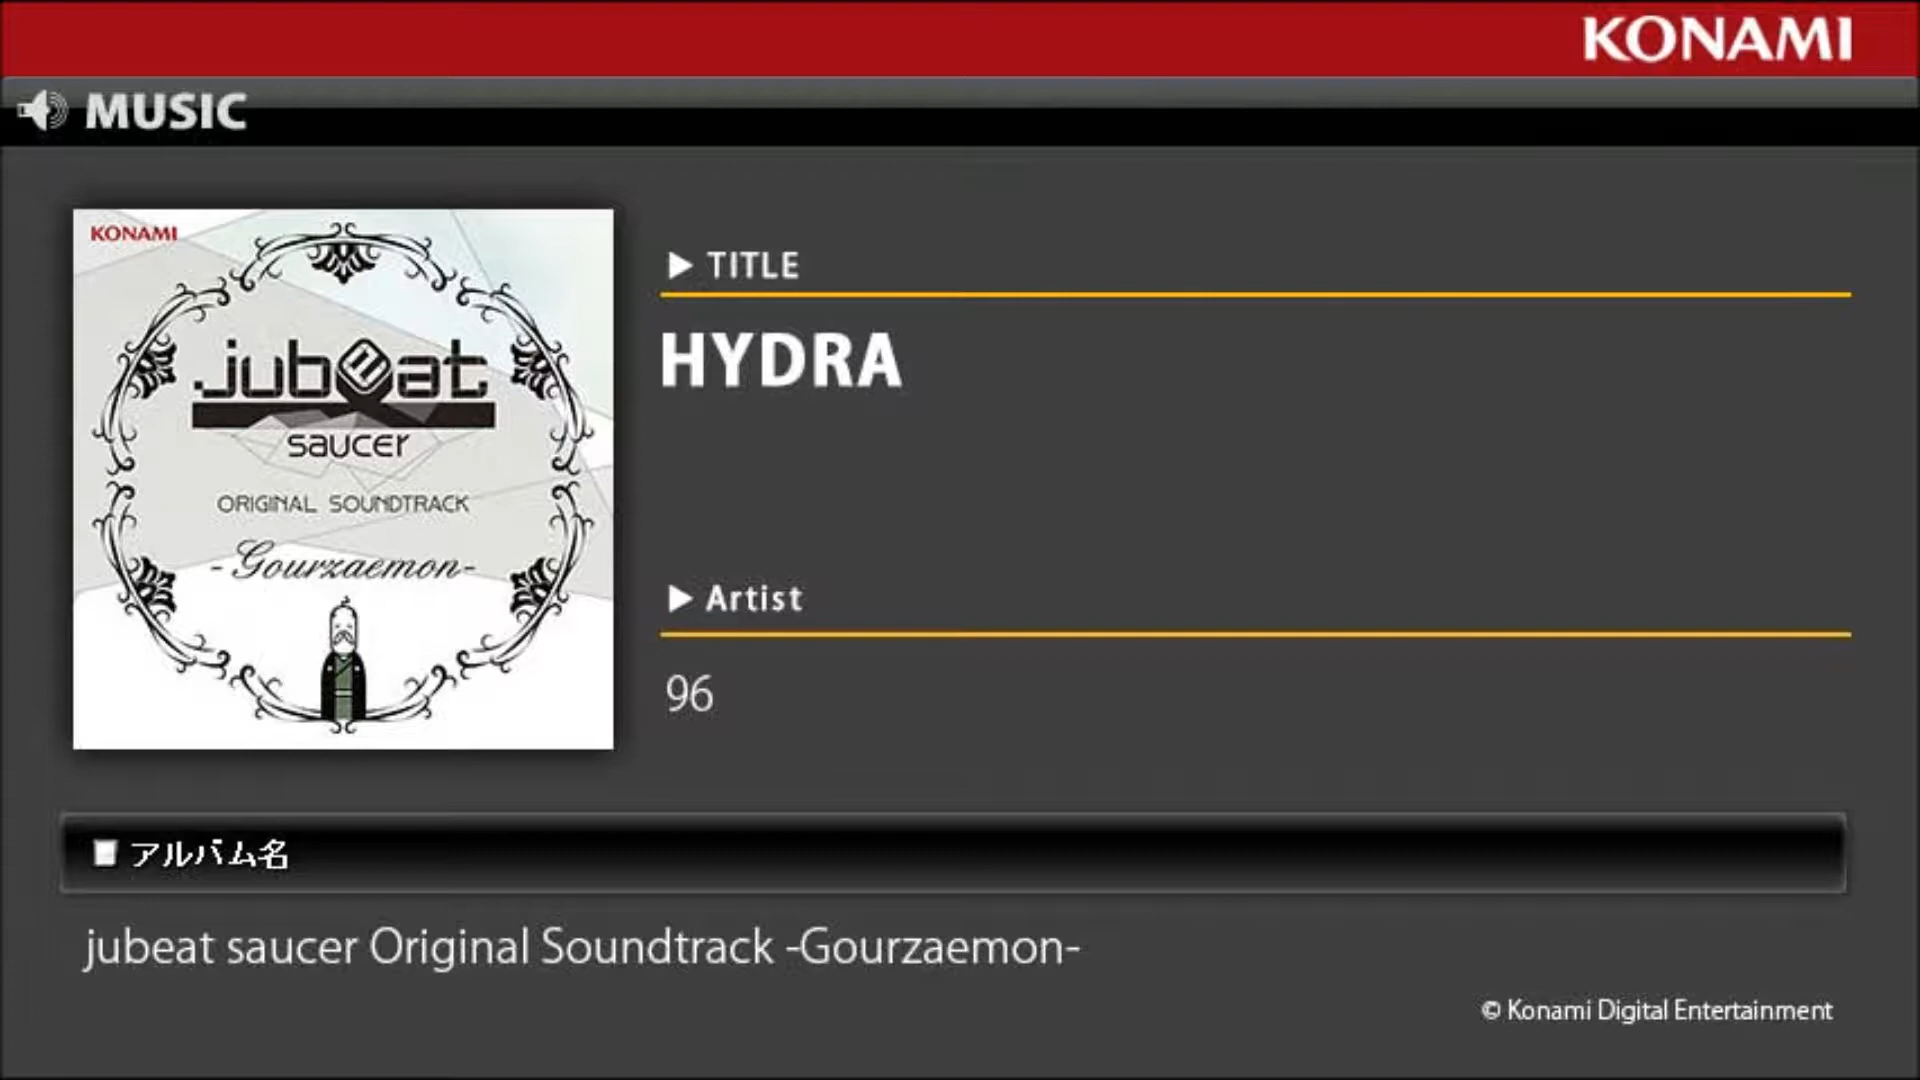 KONAMI
MUSIC
KONAMI
jubeat
saucer
ORIGINAL SOUNDTRACK
-Gourzaemon-
▶ TITLE
HYDRA
▶ Artist
96
■ アルバム名
jubeat saucer Original Soundtrack -Gourzaemon-
© Konami Digital Entertainment